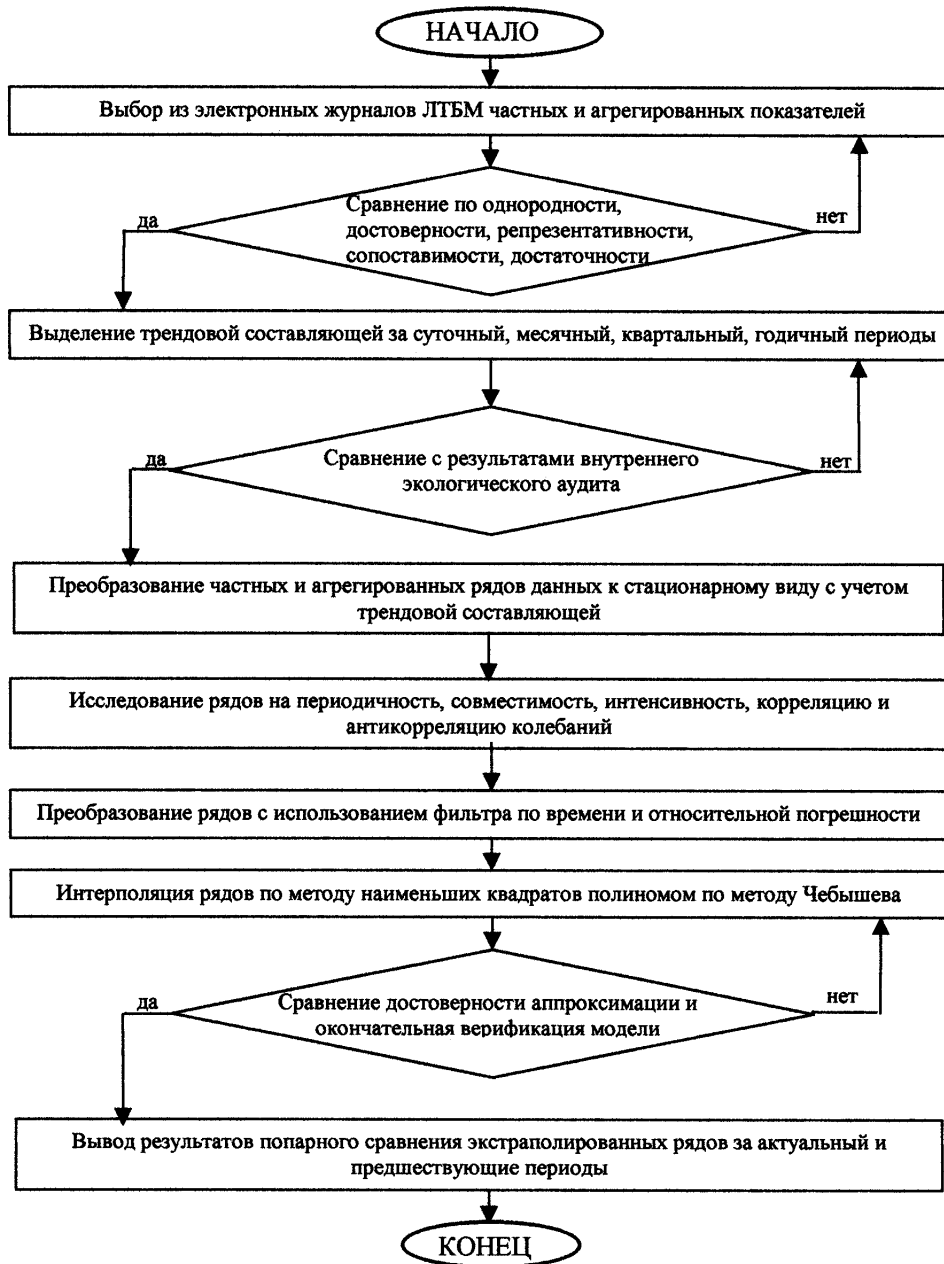 НАЧАЛО
Выбор из электронных журналов ЛТБМ частных и агрегированных показателей
Сравнение по однородности,
достоверности, репрезентативности,
сопоставимости, достаточности
да
нет
Выделение трендовой составляющей за суточный, месячный, квартальный, годичный периоды
Сравнение с результатами внутреннего
экологического аудита
да
нет
Преобразование частных и агрегированных рядов данных к стационарному виду с учетом
трендовой составляющей
Исследование рядов на периодичность, совместимость, интенсивность, корреляцию и
антикорреляцию колебаний
Преобразование рядов с использованием фильтра по времени и относительной погрешности
Интерполяция рядов по методу наименьших квадратов полиномом по методу Чебышева
да
Сравнение достоверности аппроксимации и
окончательная верификация модели
нет
Вывод результатов попарного сравнения экстраполированных рядов за актуальный и
предшествующие периоды
КОНЕЦ